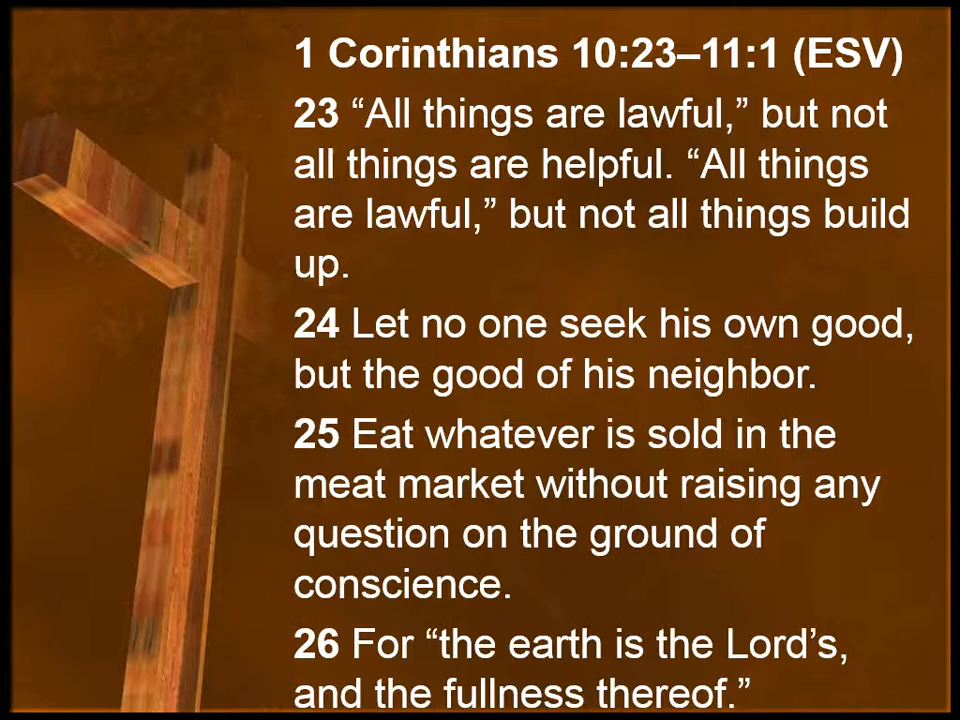 1 Corinthians 10:23–11:1 (ESV)
23 “All things are lawful,” but not
all things are helpful. “All things
are lawful,” but not all things build
up.
24 Let no one seek his own good,
but the good of his neighbor.
25 Eat whatever is sold in the
meat market without raising any
question on the ground of
conscience.
26 For “the earth is the Lord’s,
and the fullness thereof.”